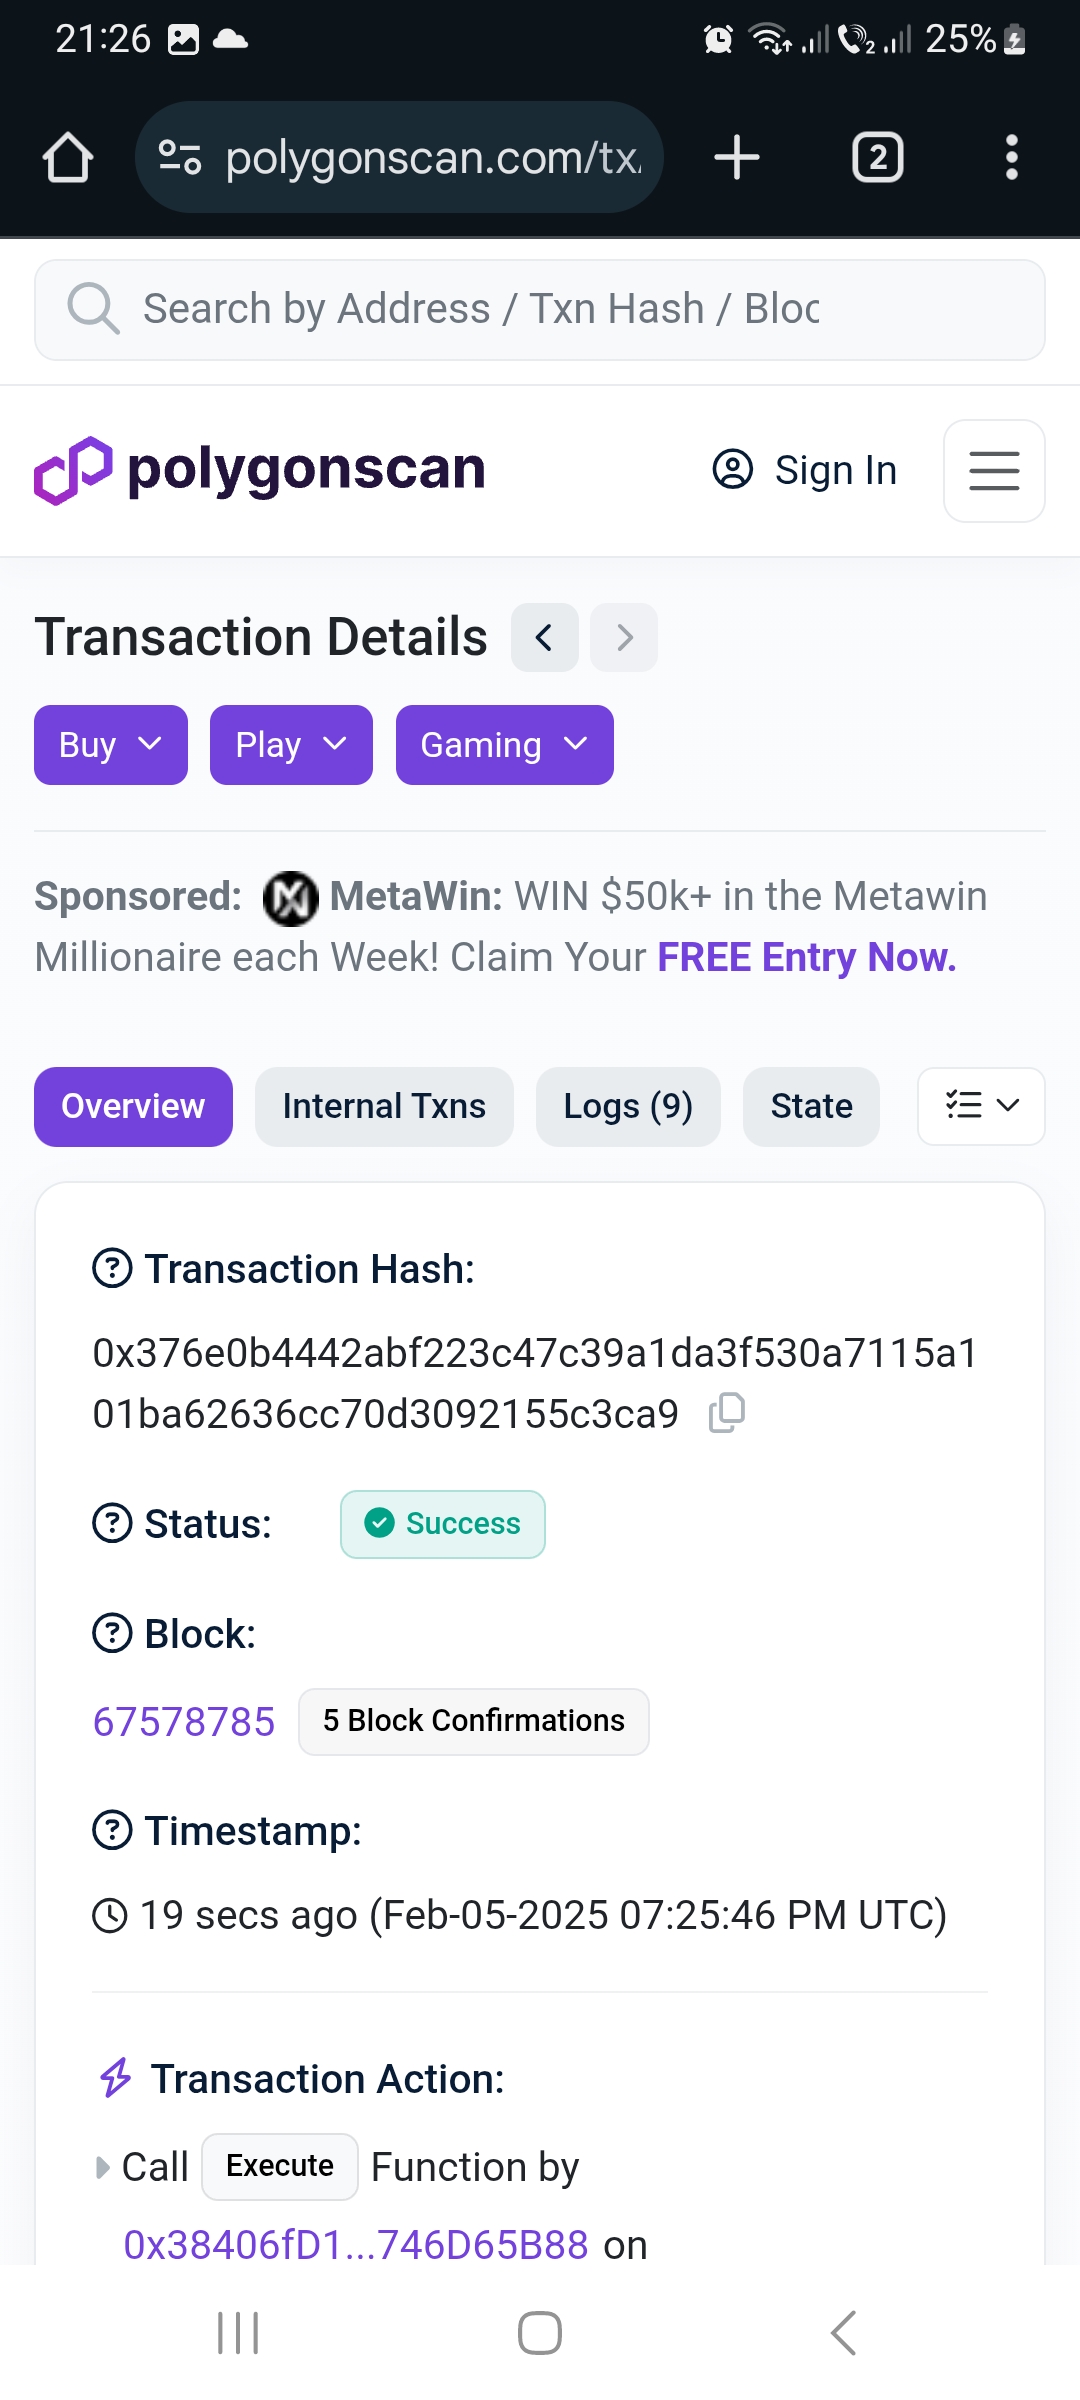 21:26
2
25%
polygonscan.com/tx
2
Search by Address / Txn Hash / Bloc
polygonscan
Sign In
Transaction Details
Buy
Play
Gaming
Sponsored: MetaWin: WIN $50k+ in the Metawin
Millionaire each Week! Claim Your FREE Entry Now.
Overview
Internal Txns
Logs (9)
State
Transaction Hash:
0x376e0b4442abf223c47c39a1da3f530a7115a1
01ba62636cc70d3092155c3ca9
Status:
Success
Block:
67578785
5 Block Confirmations
Timestamp:
19 secs ago (Feb-05-2025 07:25:46 PM UTC)
Transaction Action:
Call Execute Function by
0x38406fD1...746D65B88 on